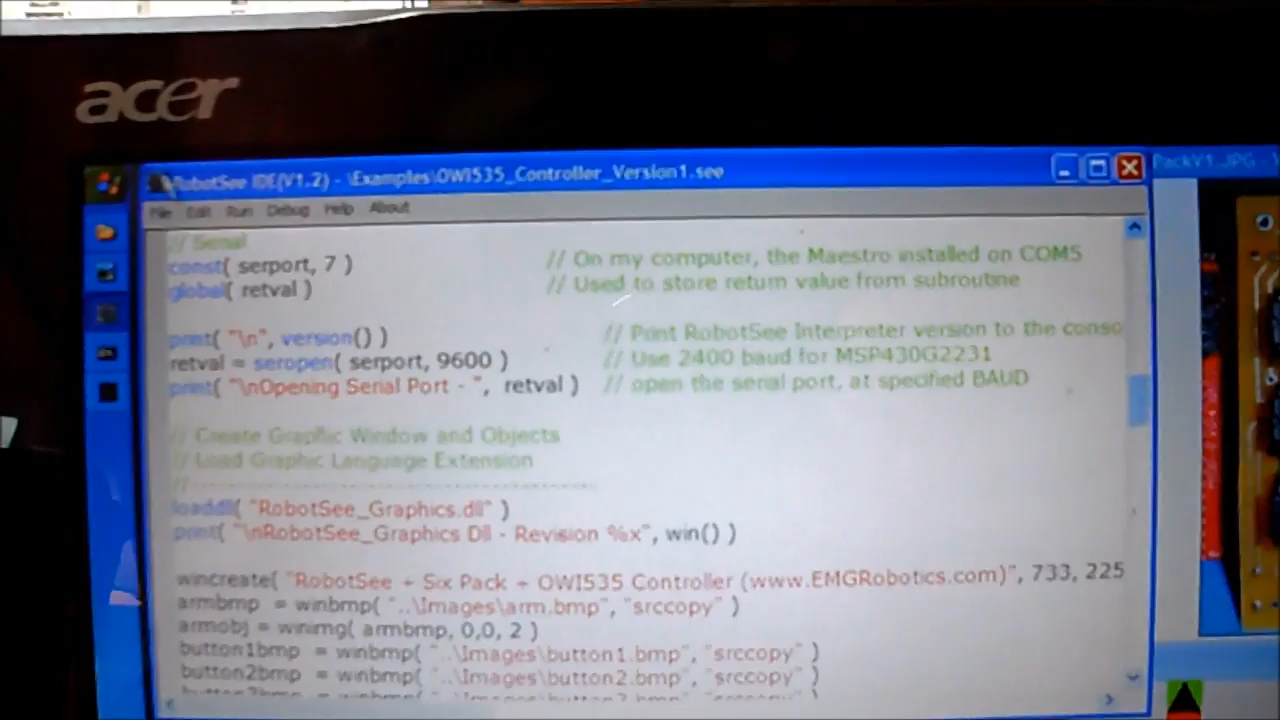 acer
RobotSee IDE(V1.2) - \Examples\OWI535_Controller_Version1.see
PackV1.JPG -
File Edit Run Debug Help About
// Serial
const( serport, 7 ) // On my computer, the Maestro installed on COM5
global( retval ) // Used to store return value from subroutine
print( "\n", version() ) // Print RobotSee Interpreter version to the conso
retval = seropen( serport, 9600 ) // Use 2400 baud for MSP430G2231
print( "\nOpening Serial Port - ", retval ) // open the serial port, at specified BAUD
// Create Graphic Window and Objects
// Load Graphic Language Extension
//------------------------------------------------
loaddll( "RobotSee_Graphics.dll" )
print( "\nRobotSee_Graphics Dll - Revision %x", win() )
wincreate( "RobotSee + Six Pack + OWI535 Controller (www.EMGRobotics.com)", 733, 225
armbmp = winbmp( "..\Images\arm.bmp", "srccopy" )
armobj = winimg( armbmp, 0,0, 2 )
button1bmp = winbmp( "..\Images\button1.bmp", "srccopy" )
button2bmp = winbmp( "..\Images\button2.bmp", "srccopy" )